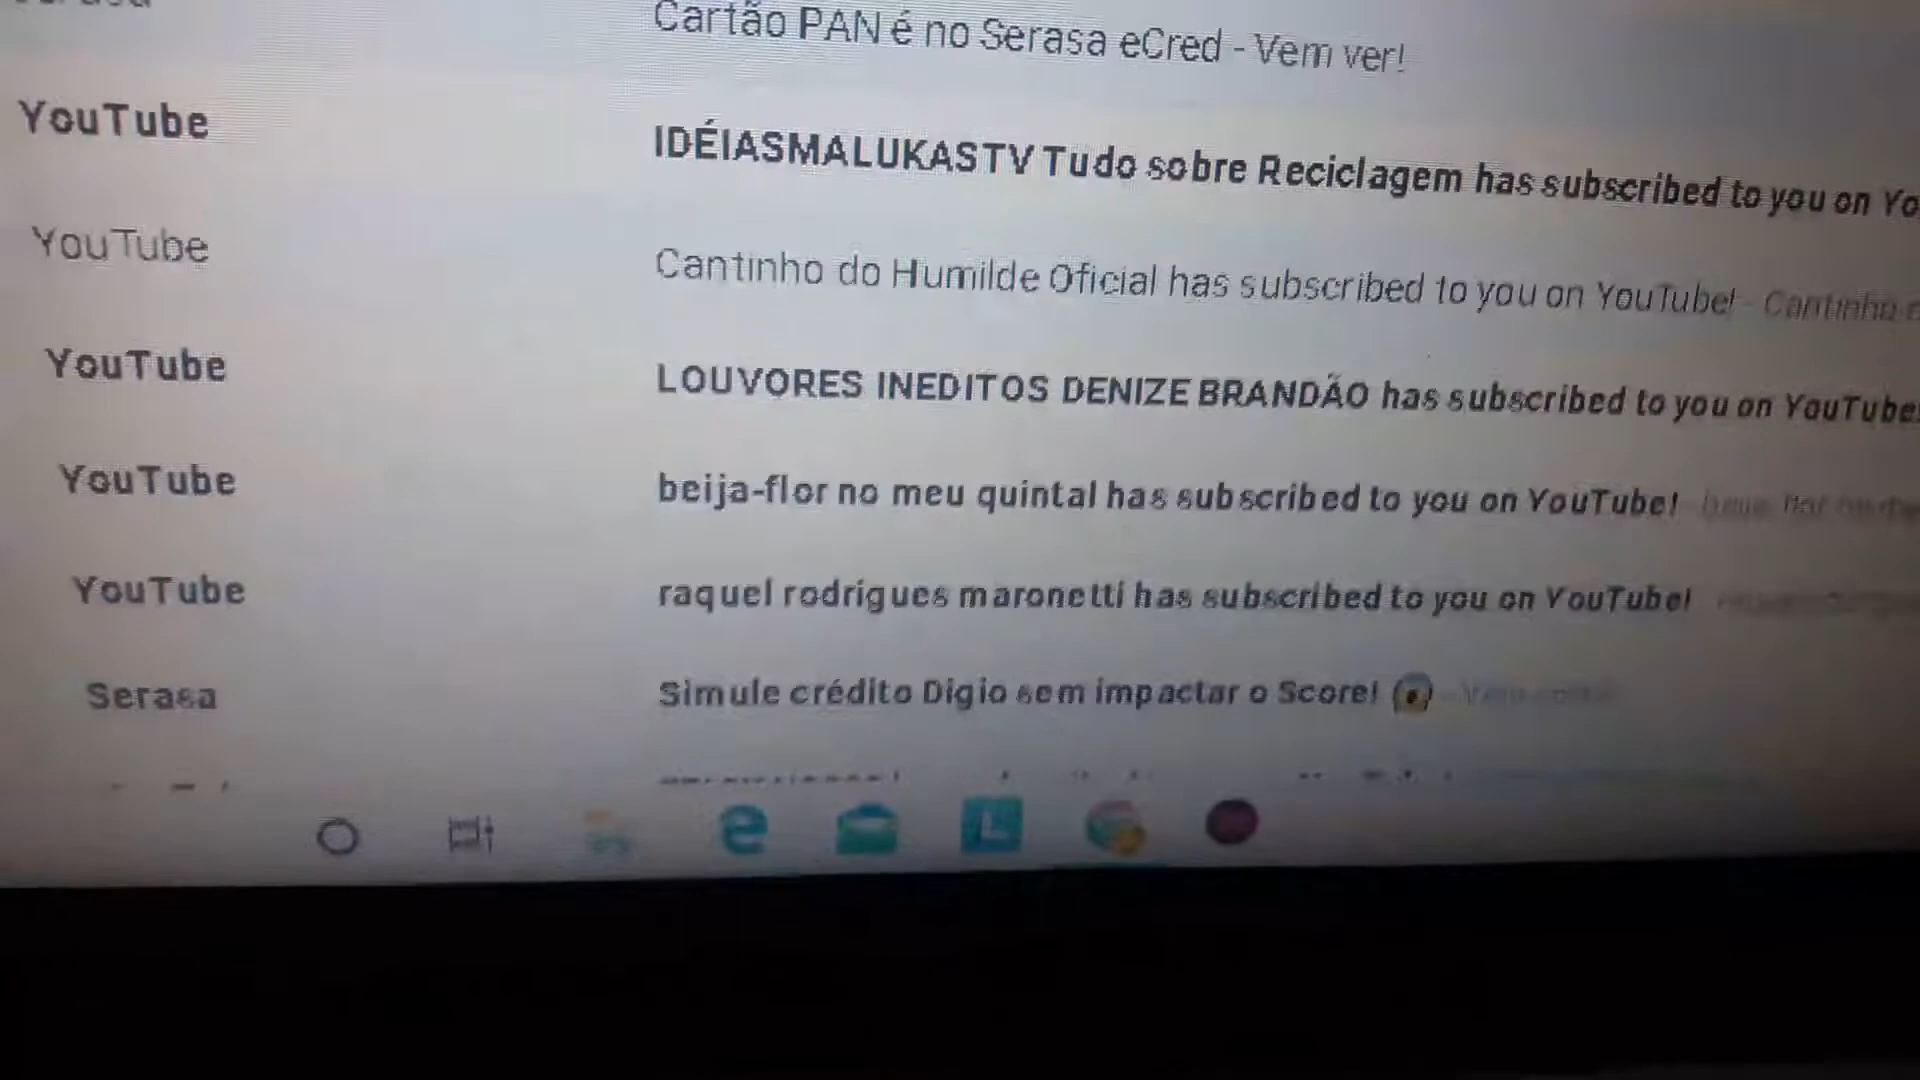 Cartão PAN é no Serasa eCred - Vem ver!
YouTube IDÉIASMALUKASTV Tudo sobre Reciclagem has subscribed to you on Yo
YouTube Cantinho do Humilde Oficial has subscribed to you on YouTube! - Cantinho
YouTube LOUVORES INEDITOS DENIZE BRANDÃO has subscribed to you on YouTube!
YouTube beija-flor no meu quintal has subscribed to you on YouTube!
YouTube raquel rodrigues maronetti has subscribed to you on YouTube!
Serasa Simule crédito Digio sem impactar o Score! 😱